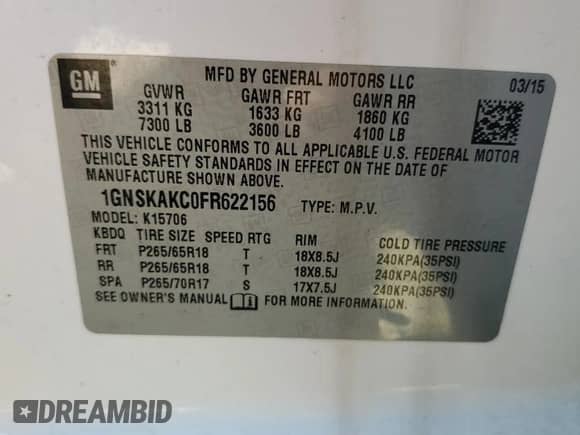 GM
MFD BY GENERAL MOTORS LLC 03/15
GVWR GAWR FRT GAWR RR
3311 KG 1633 KG 1860 KG
7300 LB 3600 LB 4100 LB
THIS VEHICLE CONFORMS TO ALL APPLICABLE U.S. FEDERAL MOTOR
VEHICLE SAFETY STANDARDS IN EFFECT ON THE DATE OF
MANUFACTURE SHOWN ABOVE.
1GNSKAKC0FR622156 TYPE: M.P.V.
MODEL: K15706
KBDQ TIRE SIZE SPEED RTG RIM COLD TIRE PRESSURE
FRT P265/65R18 T 18X8.5J 240KPA(35PSI)
RR P265/65R18 T 18X8.5J 240KPA(35PSI)
SPA P265/70R17 S 17X7.5J 240KPA(35PSI)
SEE OWNER'S MANUAL FOR MORE INFORMATION.
DREAMBID